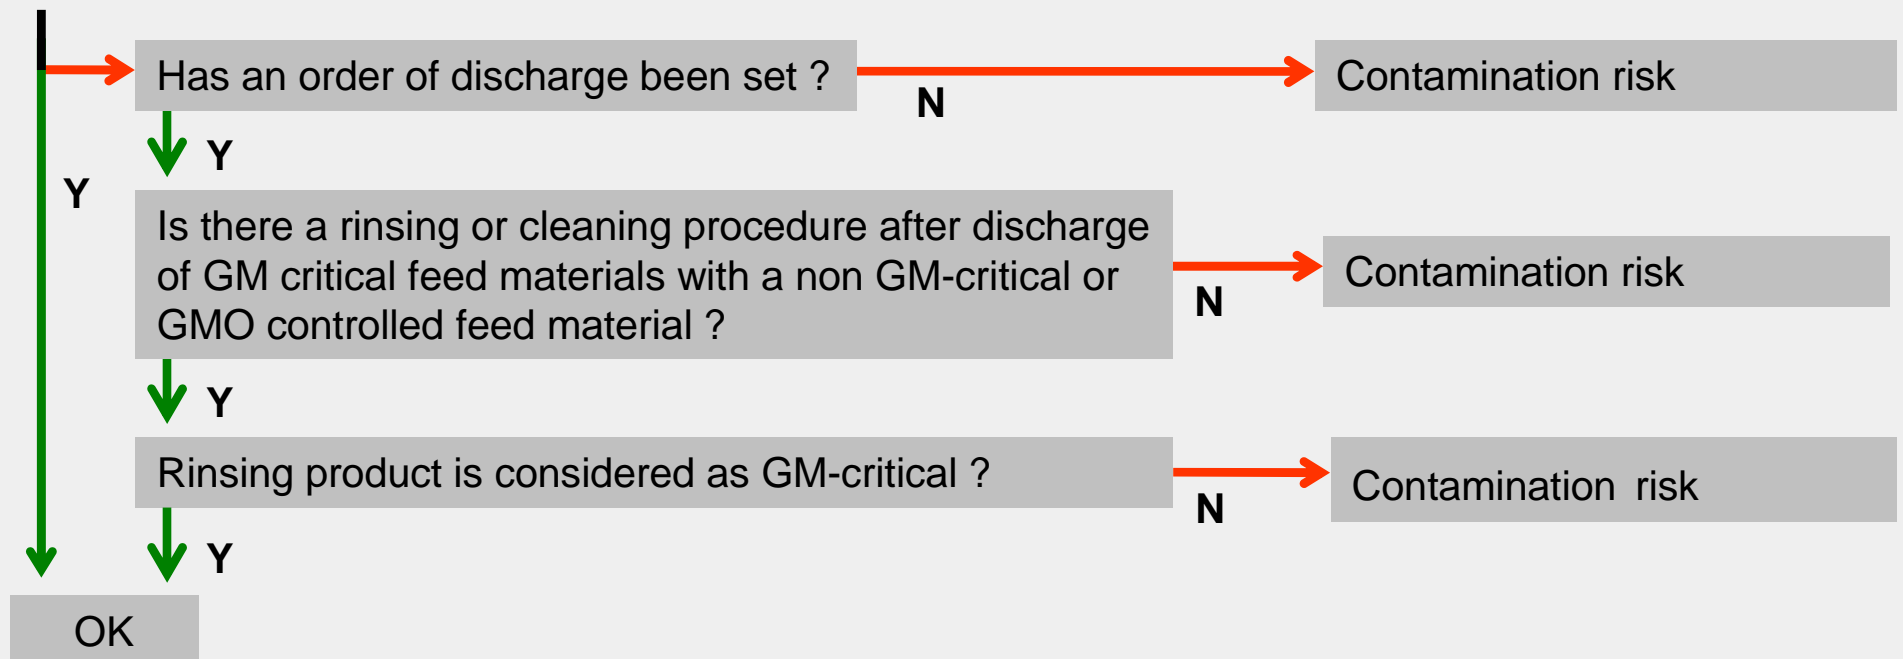 Has an order of discharge been set ?
N
Contamination risk
Y
Y
Is there a rinsing or cleaning procedure after discharge
of GM critical feed materials with a non GM-critical or
GMO controlled feed material ?
N
Contamination risk
Y
Rinsing product is considered as GM-critical ?
N
Contamination risk
Y
OK